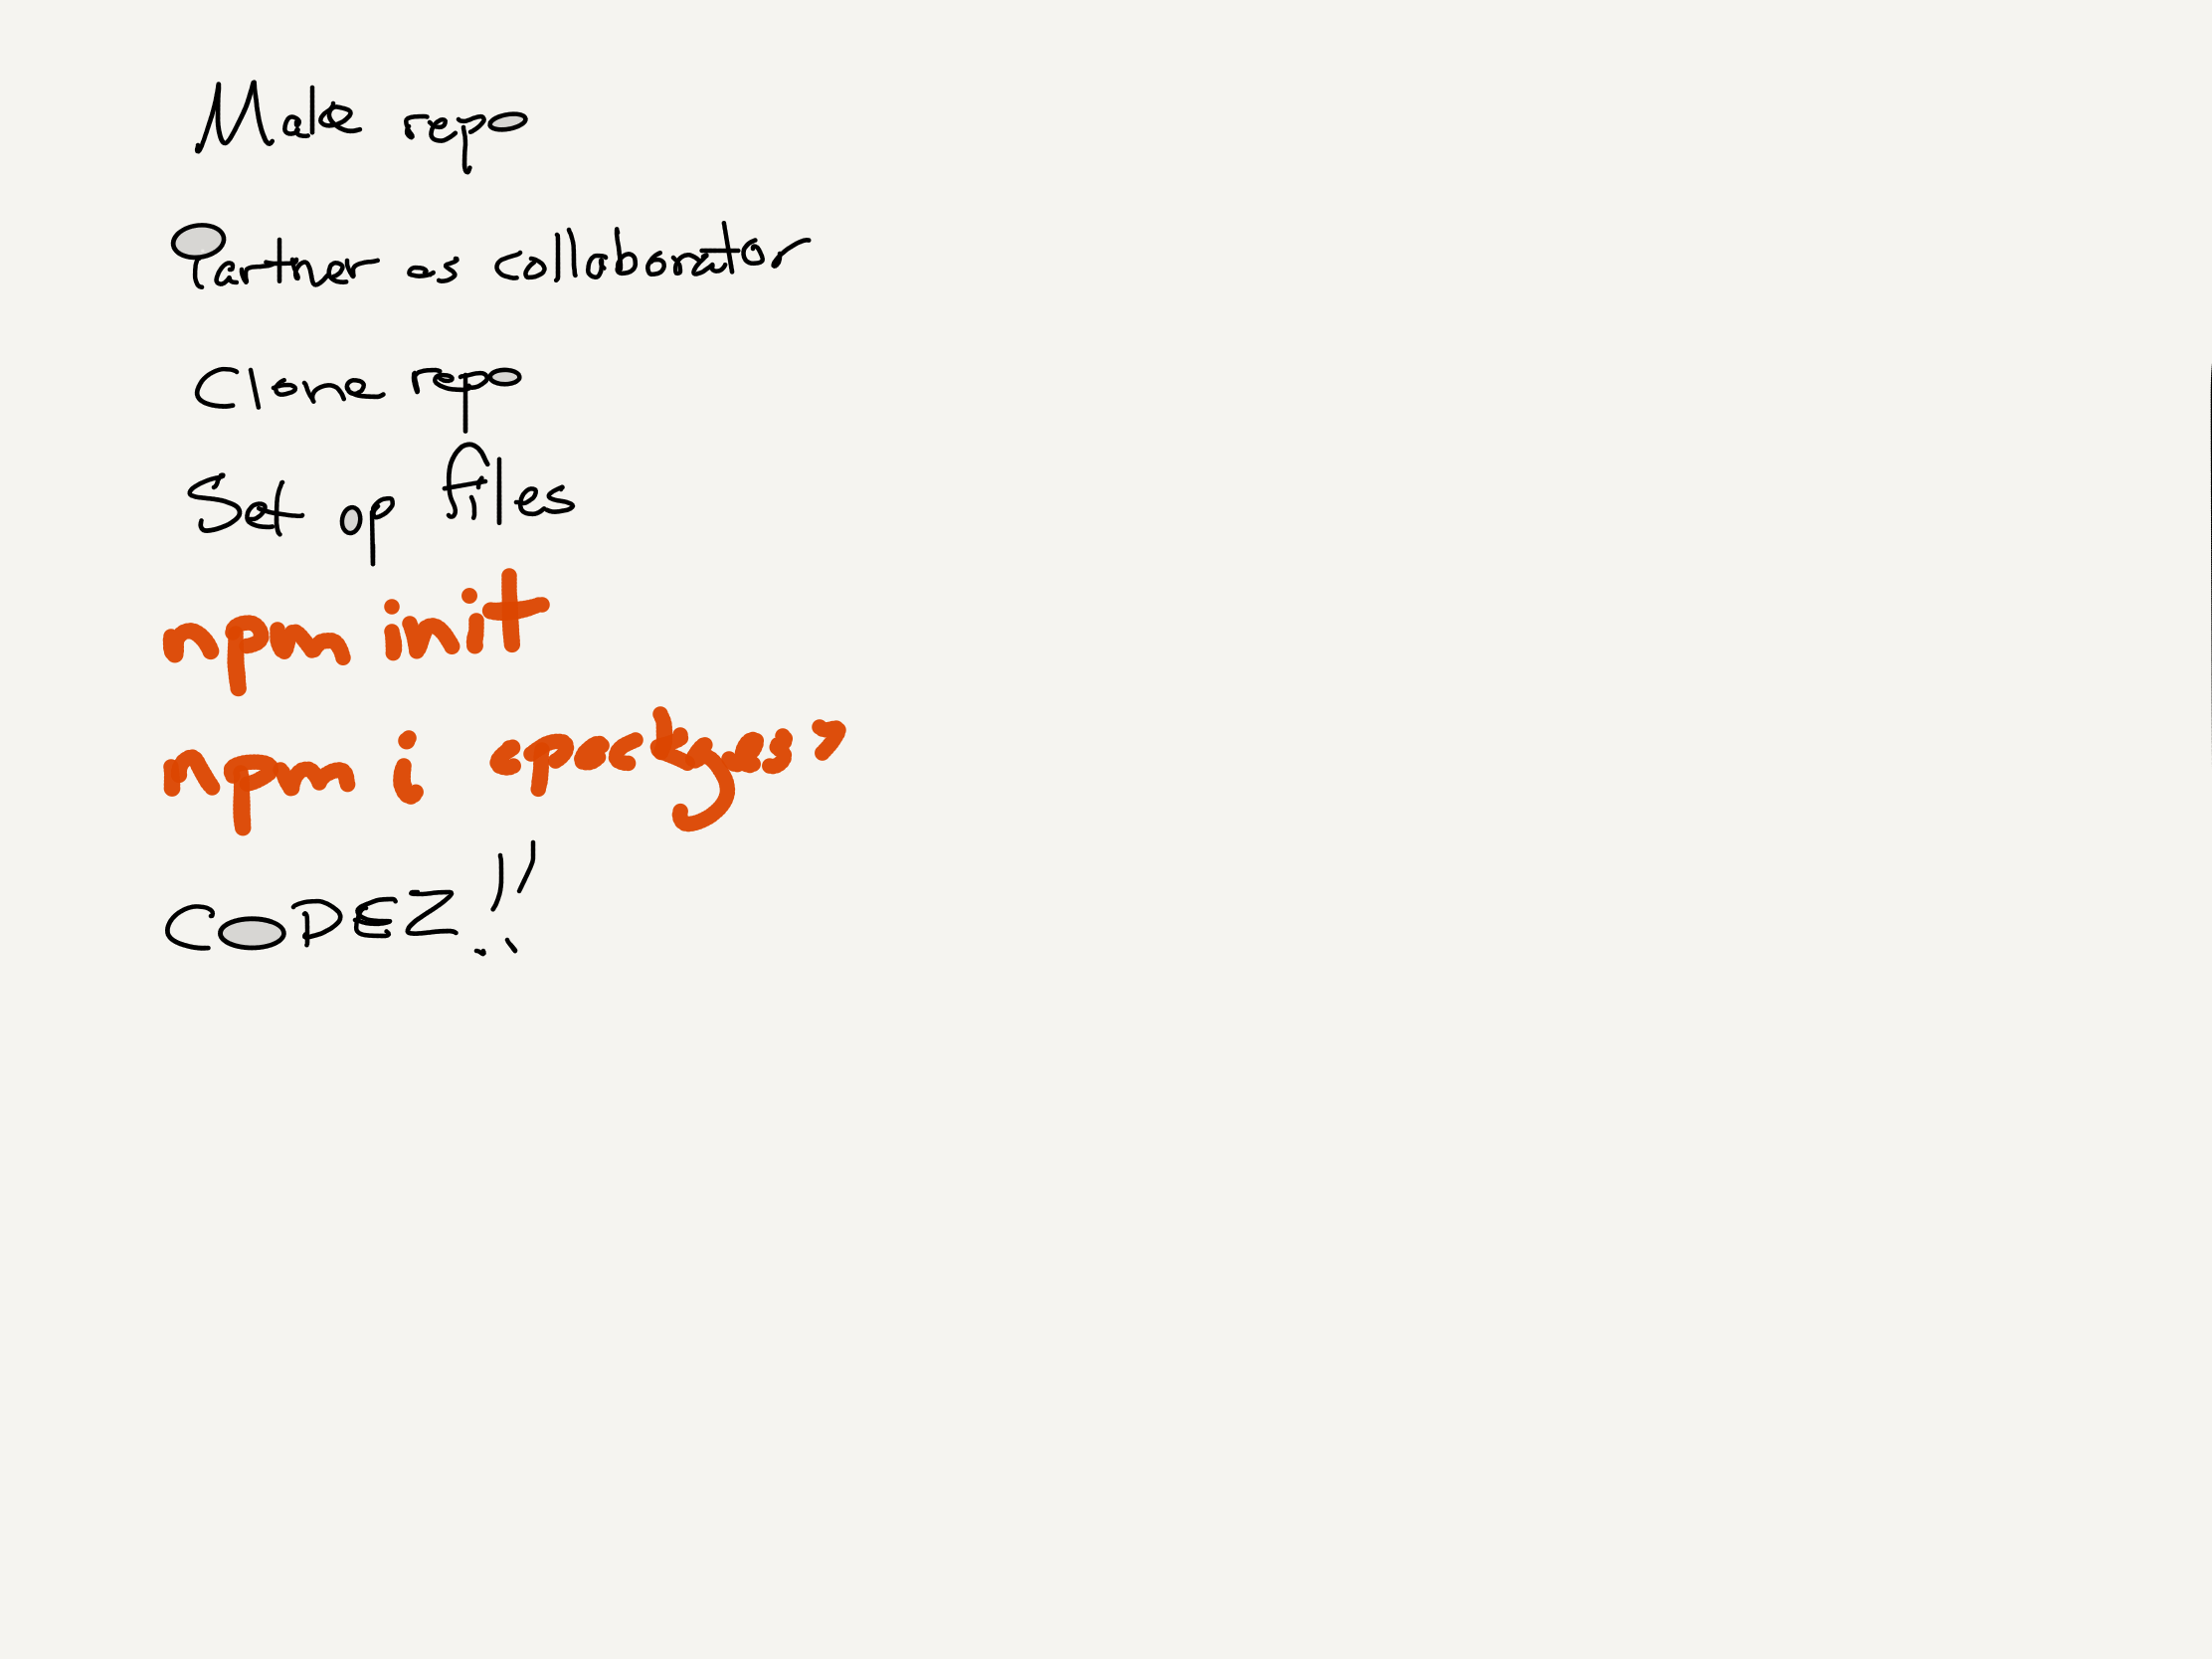 Make repo
Partner as collaborator
Clone repo
Set up files
npm init
npm i <packages>
CODEZ!!